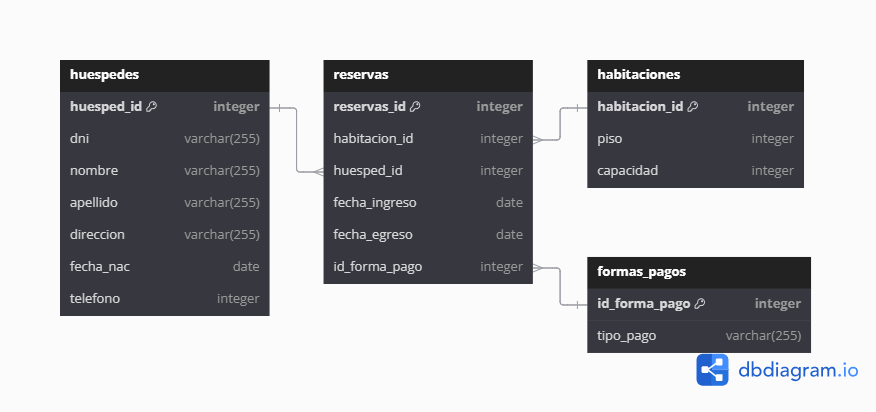 huespedes
huesped_id integer
dni varchar(255)
nombre varchar(255)
apellido varchar(255)
direccion varchar(255)
fecha_nac date
telefono integer
reservas
reservas_id integer
habitacion_id integer
huesped_id integer
fecha_ingreso date
fecha_egreso date
id_forma_pago integer
habitaciones
habitacion_id integer
piso integer
capacidad integer
formas_pagos
id_forma_pago integer
tipo_pago varchar(255)
dbdiagram.io